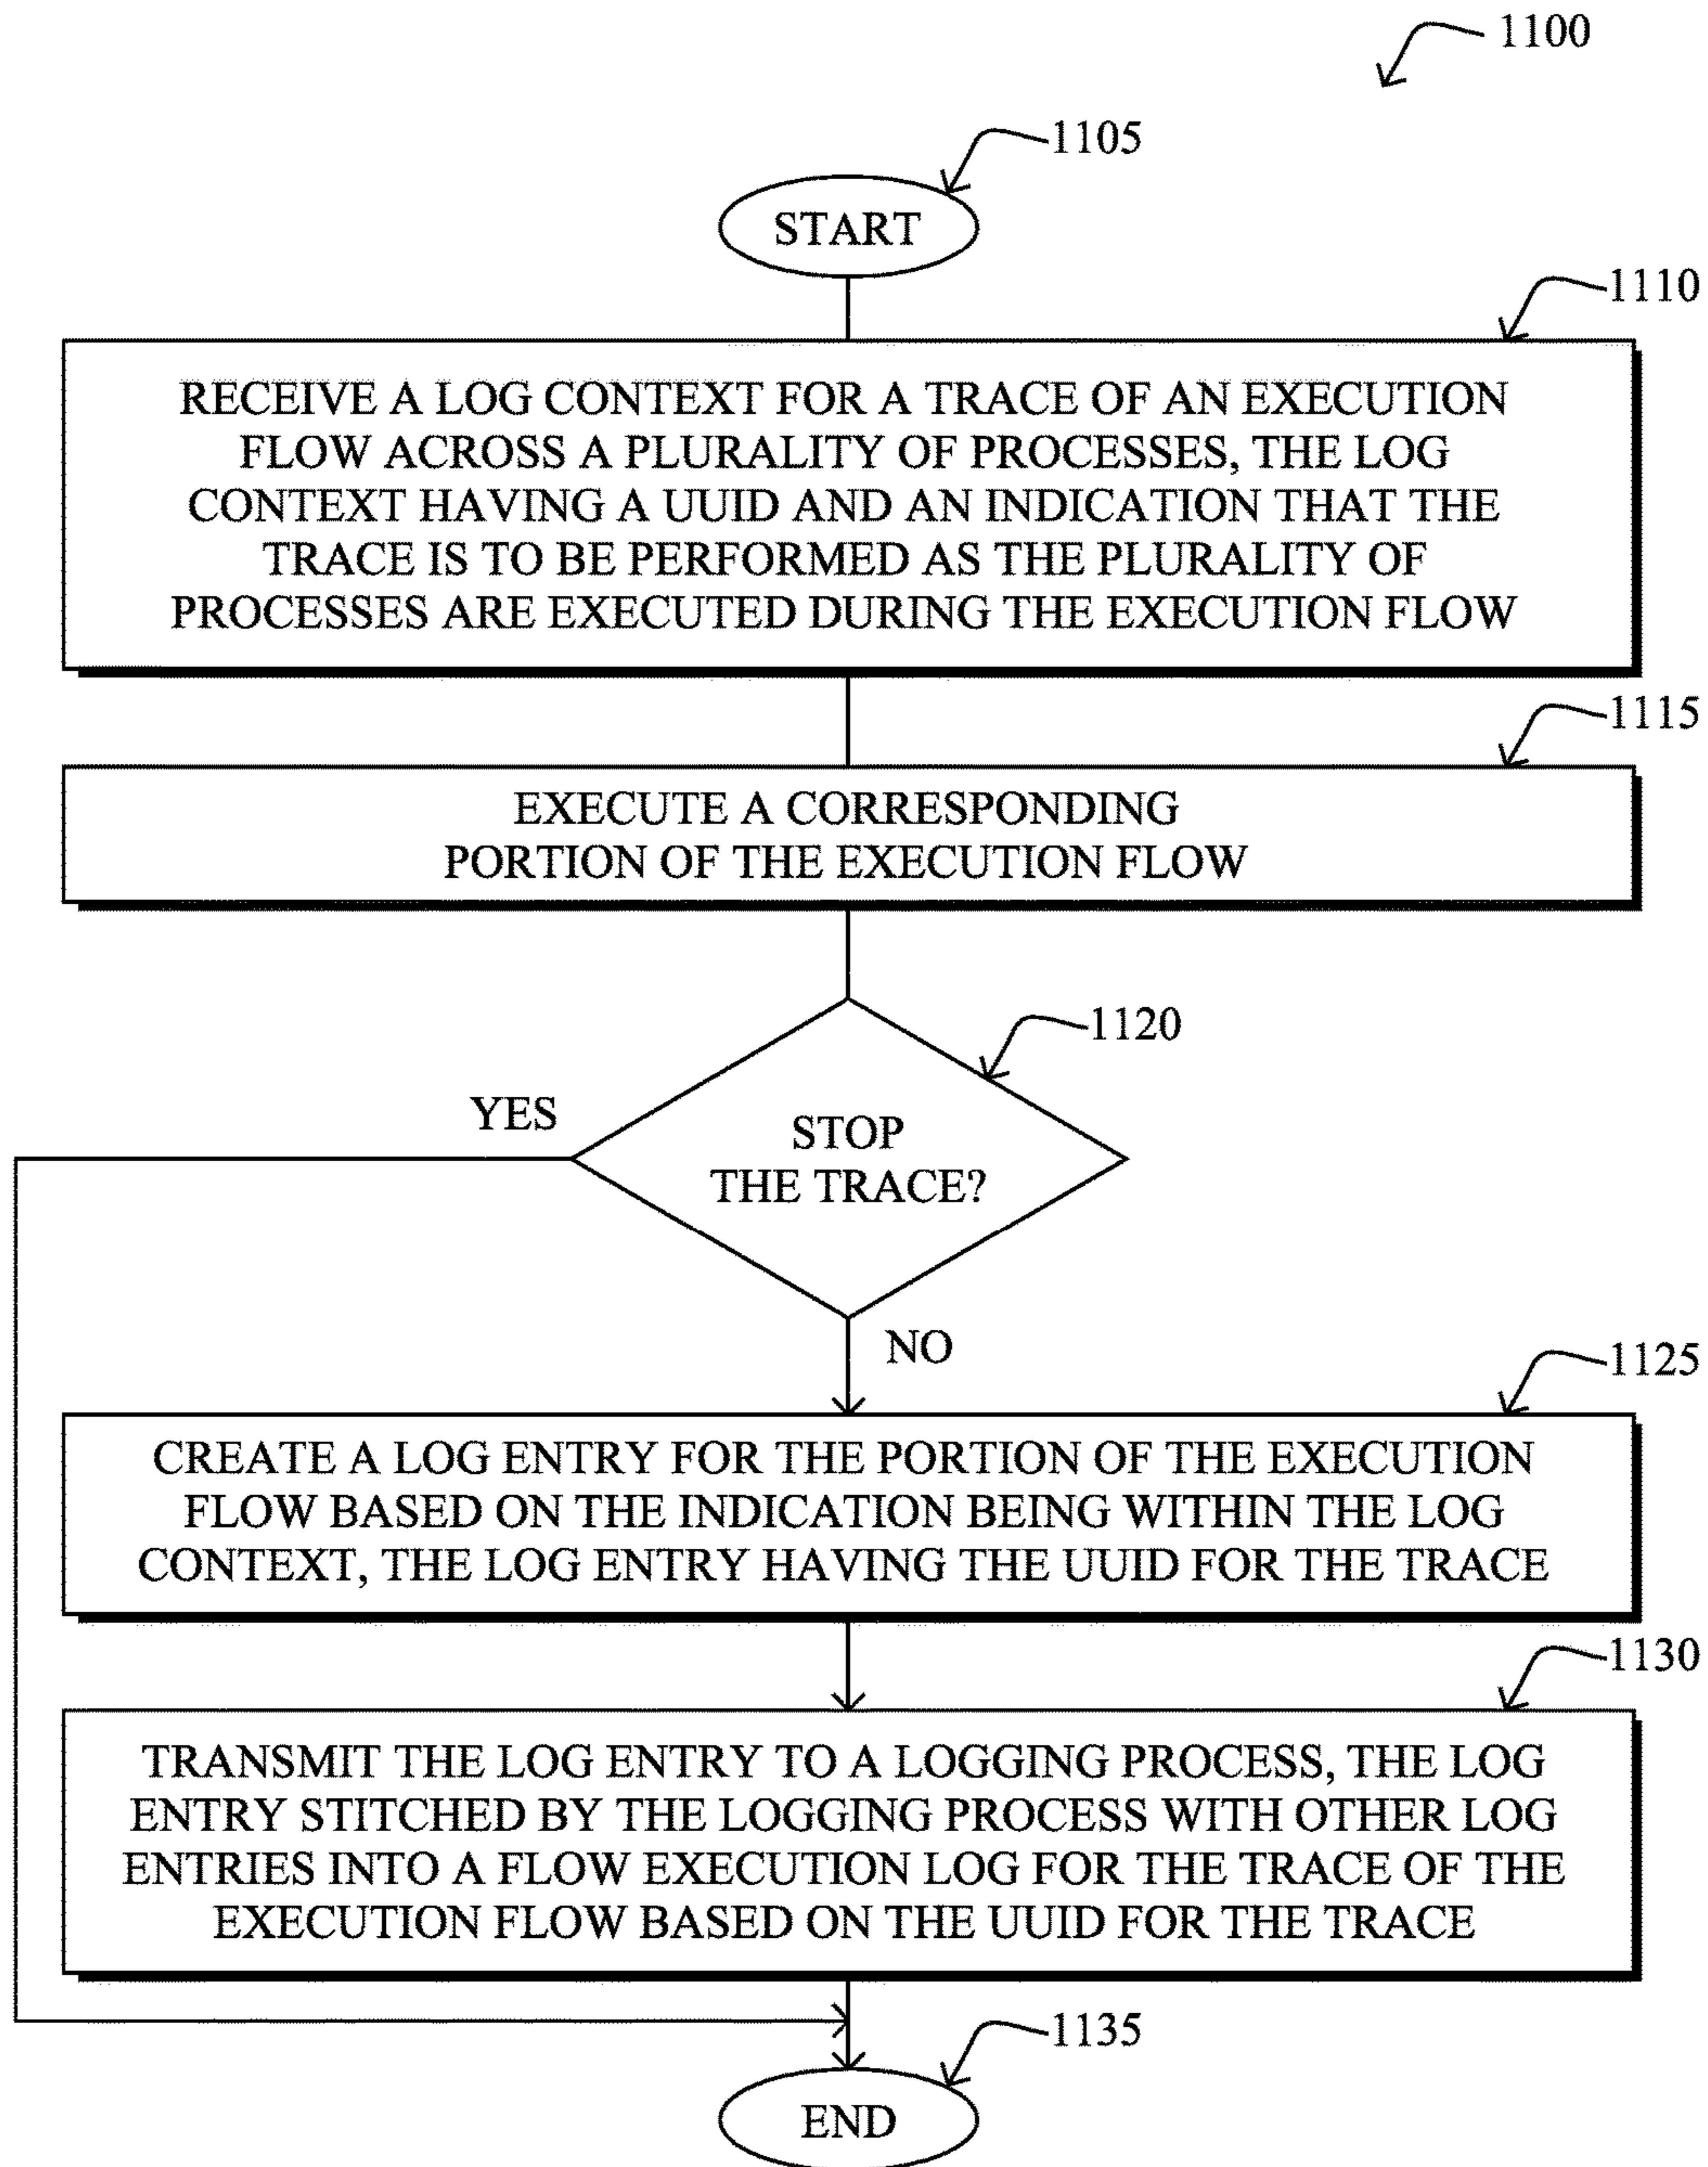 1100
1105
START
1110
RECEIVE A LOG CONTEXT FOR A TRACE OF AN EXECUTION
FLOW ACROSS A PLURALITY OF PROCESSES, THE LOG
CONTEXT HAVING A UUID AND AN INDICATION THAT THE
TRACE IS TO BE PERFORMED AS THE PLURALITY OF
PROCESSES ARE EXECUTED DURING THE EXECUTION FLOW
1115
EXECUTE A CORRESPONDING
PORTION OF THE EXECUTION FLOW
1120
YES
STOP
THE TRACE?
NO
1125
CREATE A LOG ENTRY FOR THE PORTION OF THE EXECUTION
FLOW BASED ON THE INDICATION BEING WITHIN THE LOG
CONTEXT, THE LOG ENTRY HAVING THE UUID FOR THE TRACE
1130
TRANSMIT THE LOG ENTRY TO A LOGGING PROCESS, THE LOG
ENTRY STITCHED BY THE LOGGING PROCESS WITH OTHER LOG
ENTRIES INTO A FLOW EXECUTION LOG FOR THE TRACE OF THE
EXECUTION FLOW BASED ON THE UUID FOR THE TRACE
1135
END